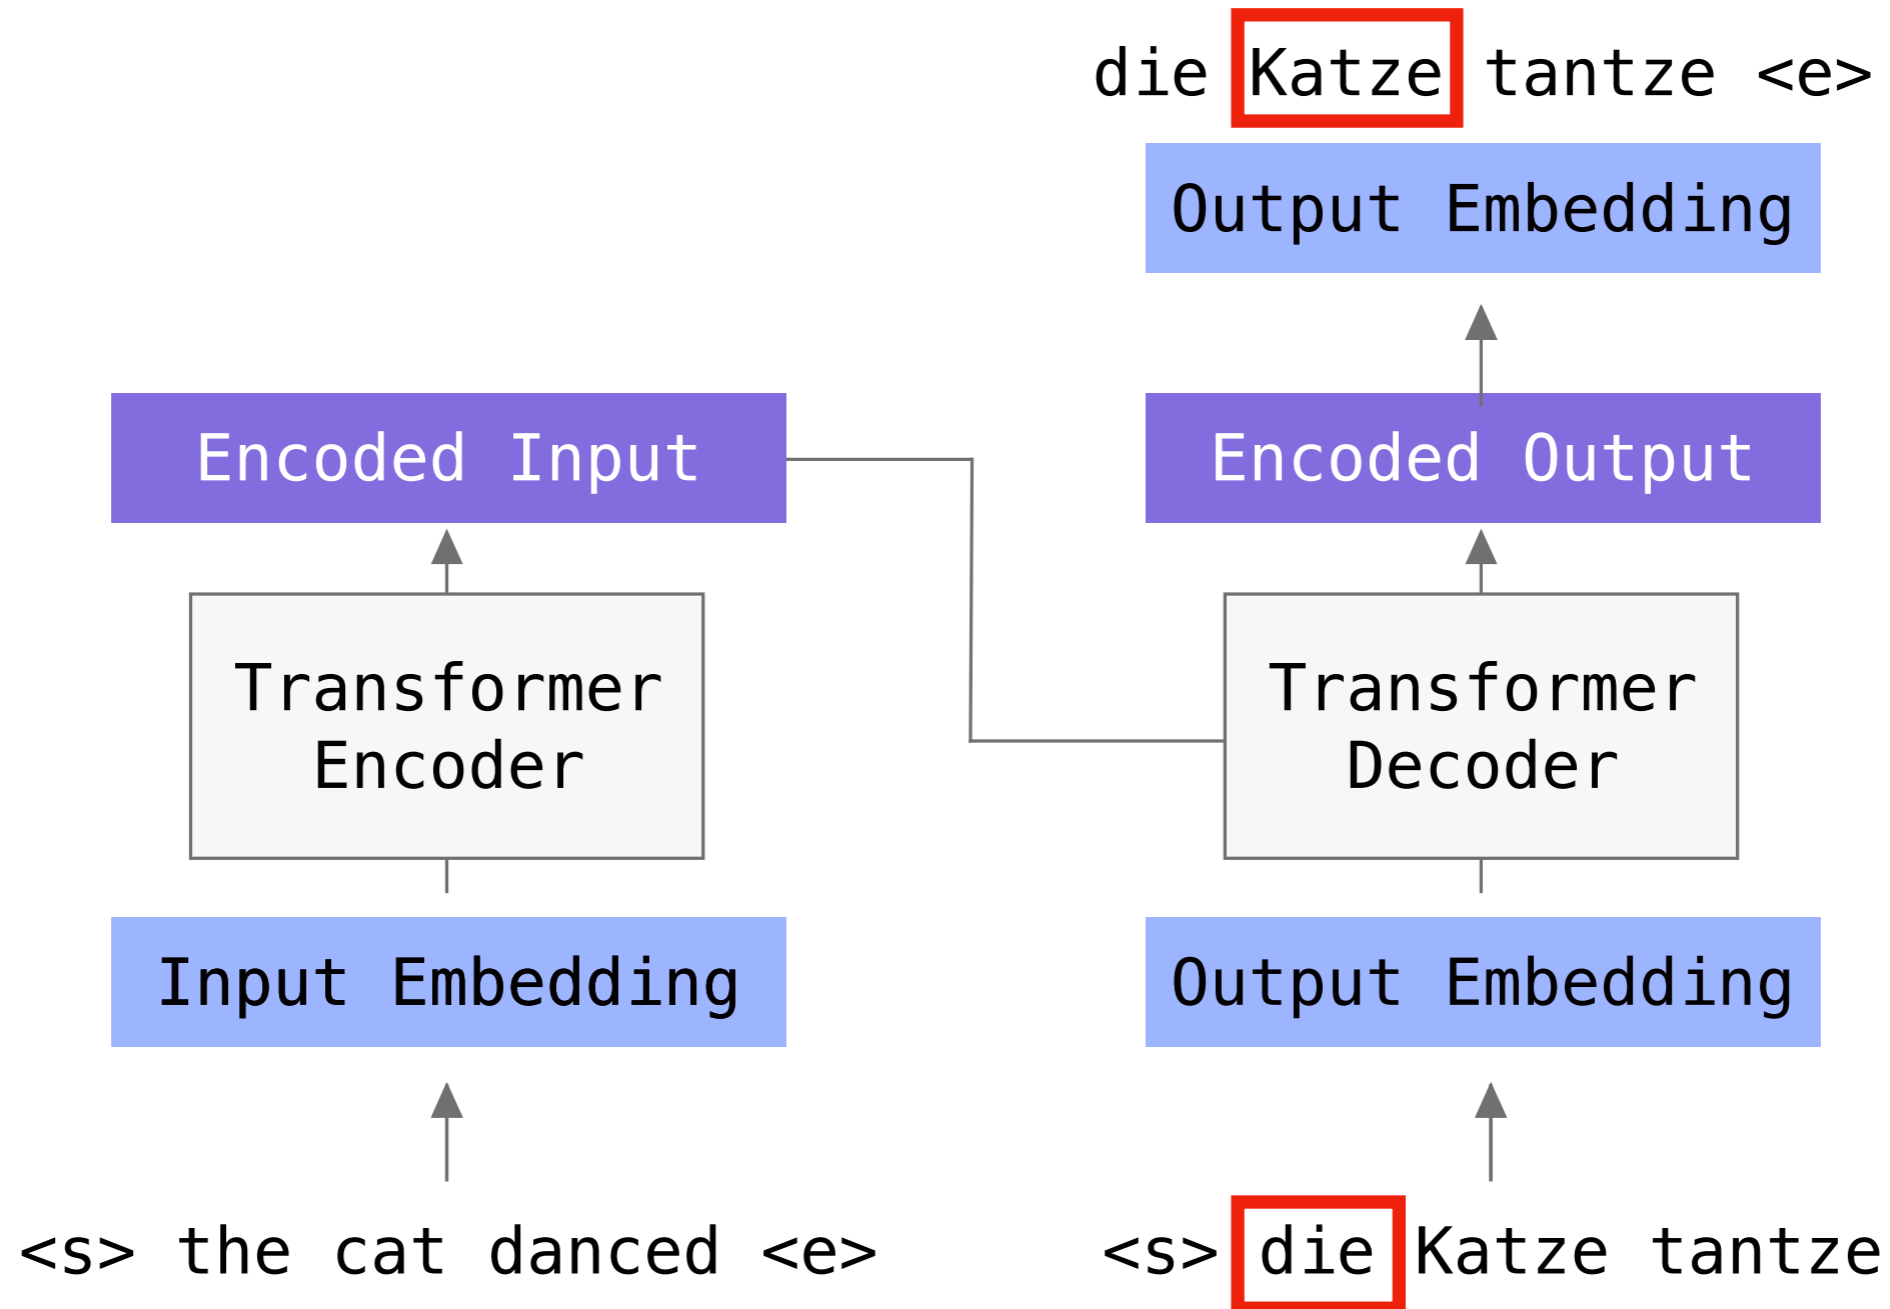 die Katze tantze <e>
Output Embedding
Encoded Input
Encoded Output
Transformer
Encoder
Transformer
Decoder
Input Embedding
Output Embedding
<s> the cat danced <e>
<s> die Katze tantze